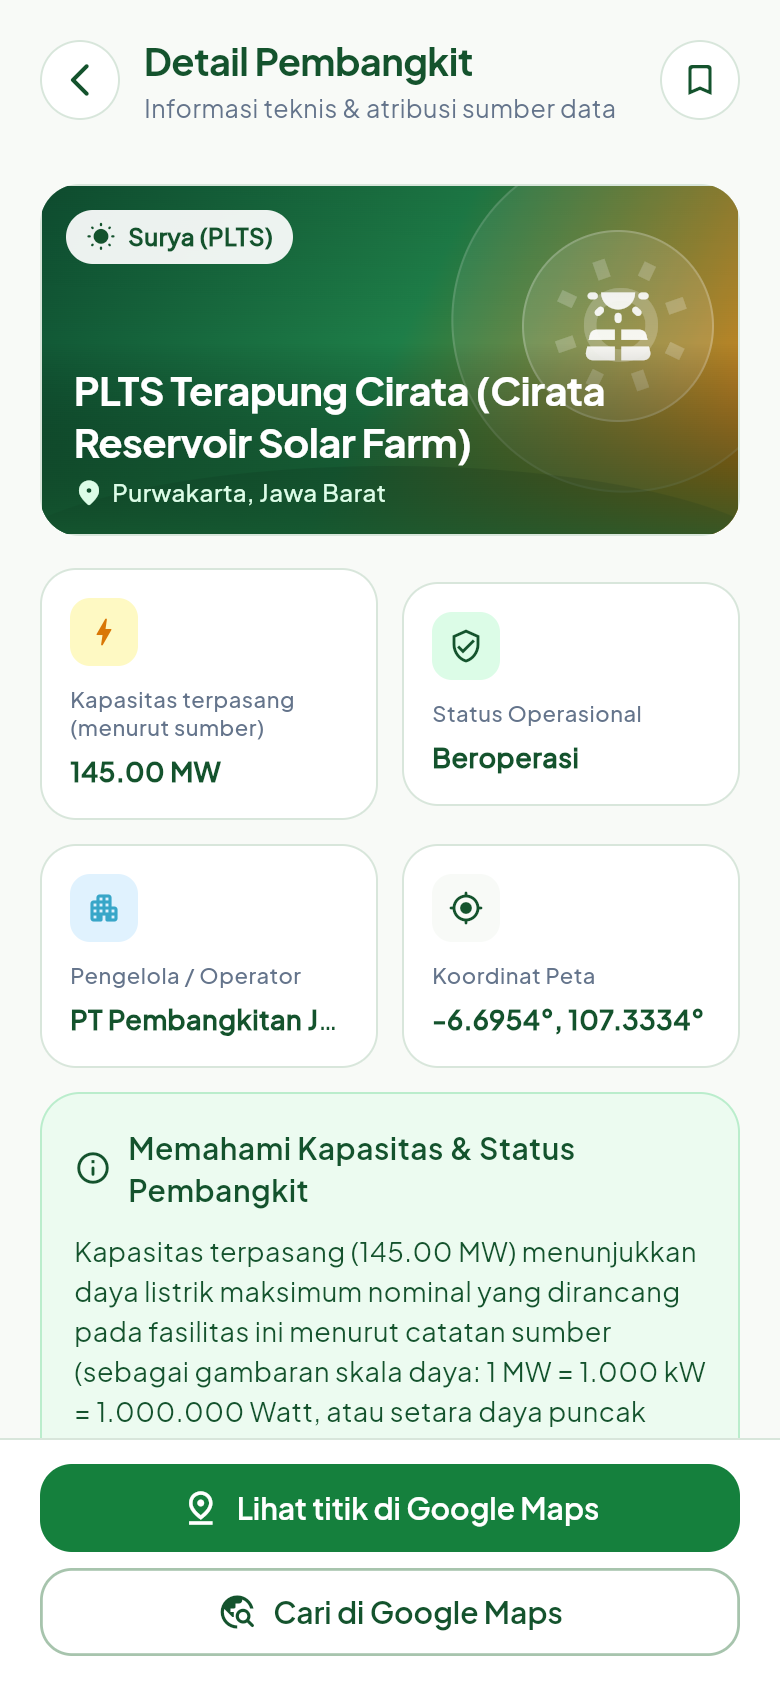 Detail Pembangkit
Informasi teknis & atribusi sumber data
Surya (PLTS)
PLTS Terapung Cirata (Cirata
Reservoir Solar Farm)
Purwakarta, Jawa Barat
Kapasitas terpasang
(menurut sumber)
145.00 MW
Status Operasional
Beroperasi
Pengelola / Operator
PT Pembangkitan J...
Koordinat Peta
-6.6954°, 107.3334°
Memahami Kapasitas & Status
Pembangkit
Kapasitas terpasang (145.00 MW) menunjukkan
daya listrik maksimum nominal yang dirancang
pada fasilitas ini menurut catatan sumber
(sebagai gambaran skala daya: 1 MW = 1.000 kW
= 1.000.000 Watt, atau setara daya puncak
Lihat titik di Google Maps
Cari di Google Maps